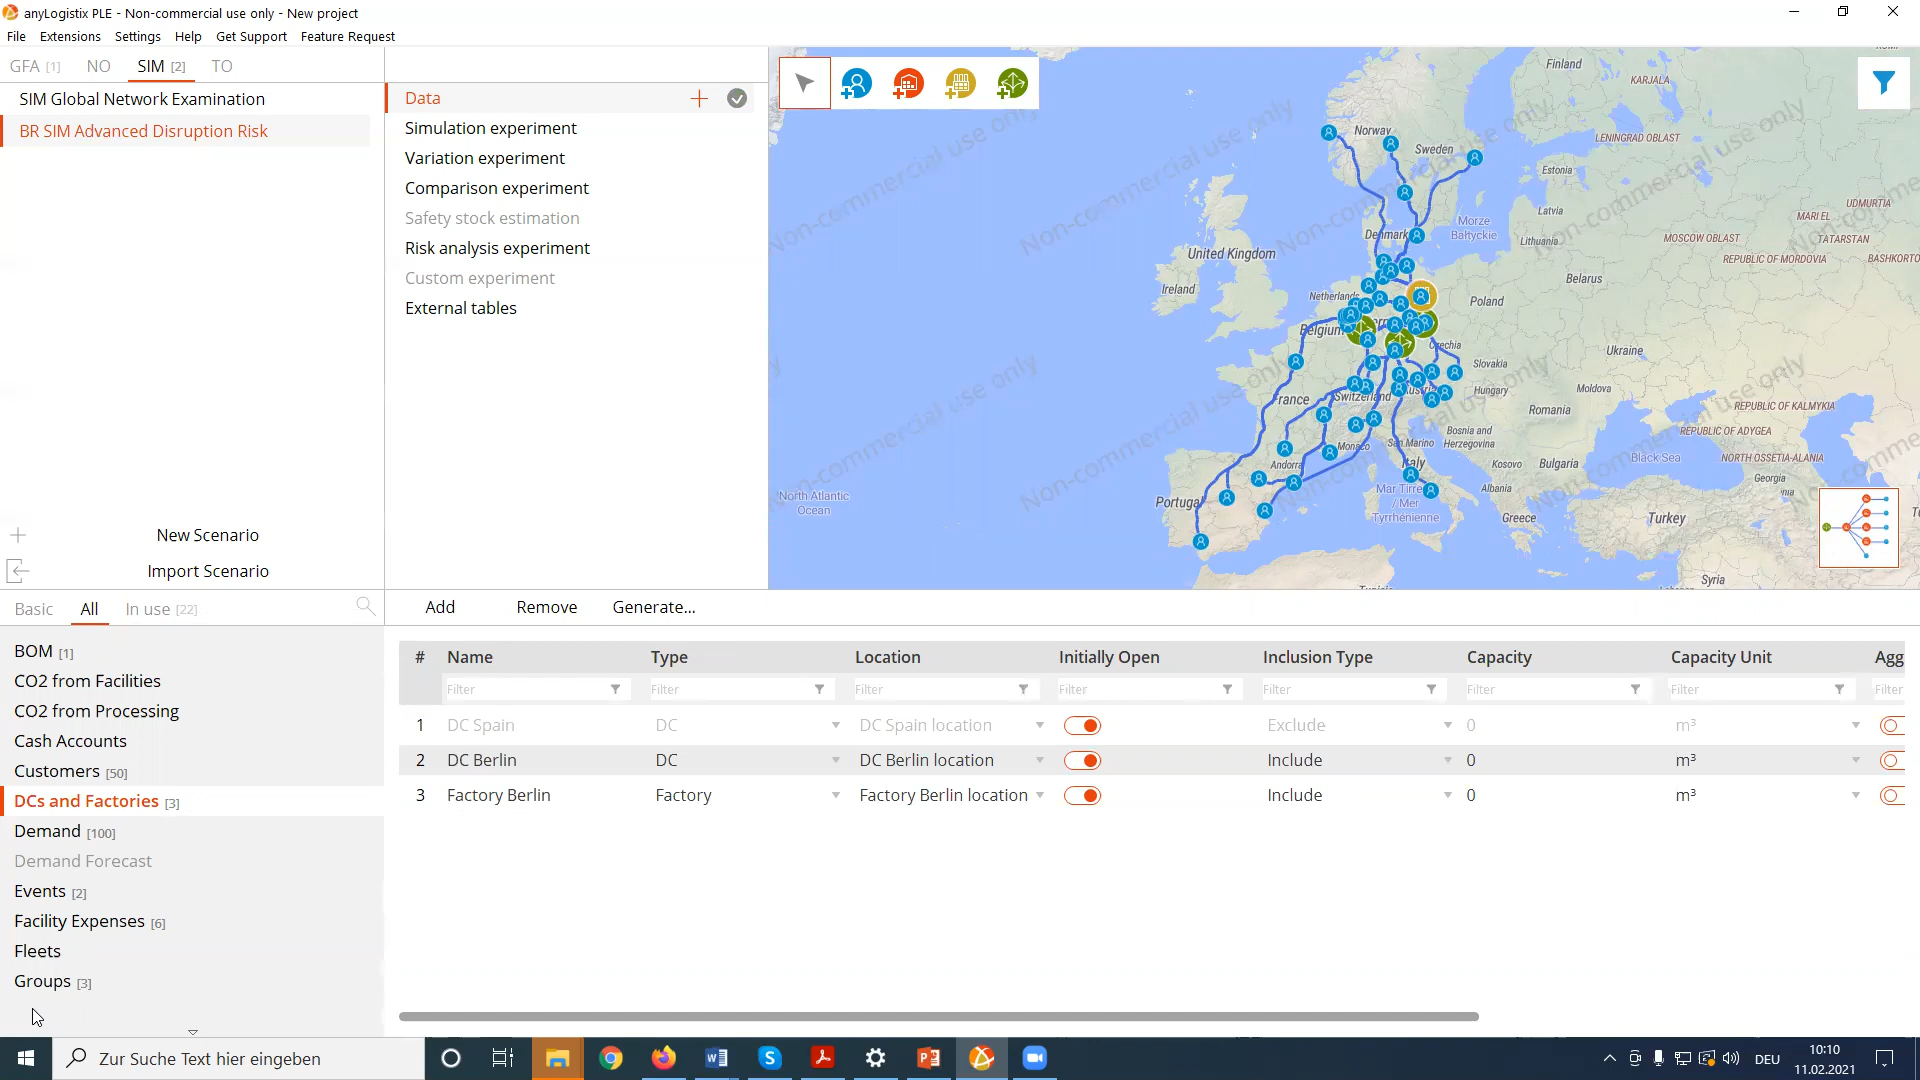 anyLogistix PLE - Non-commercial use only - New project
File Extensions Settings Help Get Support Feature Request
GFA [1] NO SIM [2] TO
SIM Global Network Examination
BR SIM Advanced Disruption Risk
New Scenario
Import Scenario
Data
Simulation experiment
Variation experiment
Comparison experiment
Safety stock estimation
Risk analysis experiment
Custom experiment
External tables
Non-commercial use only
Finland
KARJALA
Norway
Sweden
LENINGRAD OBLAST
Estonia
Latvia
UDMURTIA
MARI EL
TATARSTAN
Morze
Bałtyckie
Denmark
Lithuania
MOSCOW OBLAST
REPUBLIC OF MORDOVIA
BASHKORTO
United Kingdom
Ireland
Belarus
Netherlands
Poland
Belgium
Czechia
Ukraine
Slovakia
Moldova
France
Switzerland
Hungary
Romania
REPUBLIC OF KALMYKIA
Bosnia and
Herzegovina
REPUBLIC OF ADYGEA
San Marino
Monaco
Andorra
Italy
Kosovo
Bulgaria
Black Sea
NORTH OSSETIA-ALANIA
Georgia
Albania
Portugal
Mar Tirreno
/ Mer
Tyrrhénienne
Greece
Turkey
Syria
North Atlantic
Ocean
Basic All In use [22]
BOM [1]
CO2 from Facilities
CO2 from Processing
Cash Accounts
Customers [50]
DCs and Factories [3]
Demand [100]
Demand Forecast
Events [2]
Facility Expenses [6]
Fleets
Groups [3]
Add Remove Generate...
# Name Type Location Initially Open Inclusion Type Capacity Capacity Unit Agg
Filter Filter Filter Filter Filter Filter Filter Filter
1 DC Spain DC DC Spain location Exclude 0 m³
2 DC Berlin DC DC Berlin location Include 0 m³
3 Factory Berlin Factory Factory Berlin location Include 0 m³
Zur Suche Text hier eingeben
DEU
10:10
11.02.2021